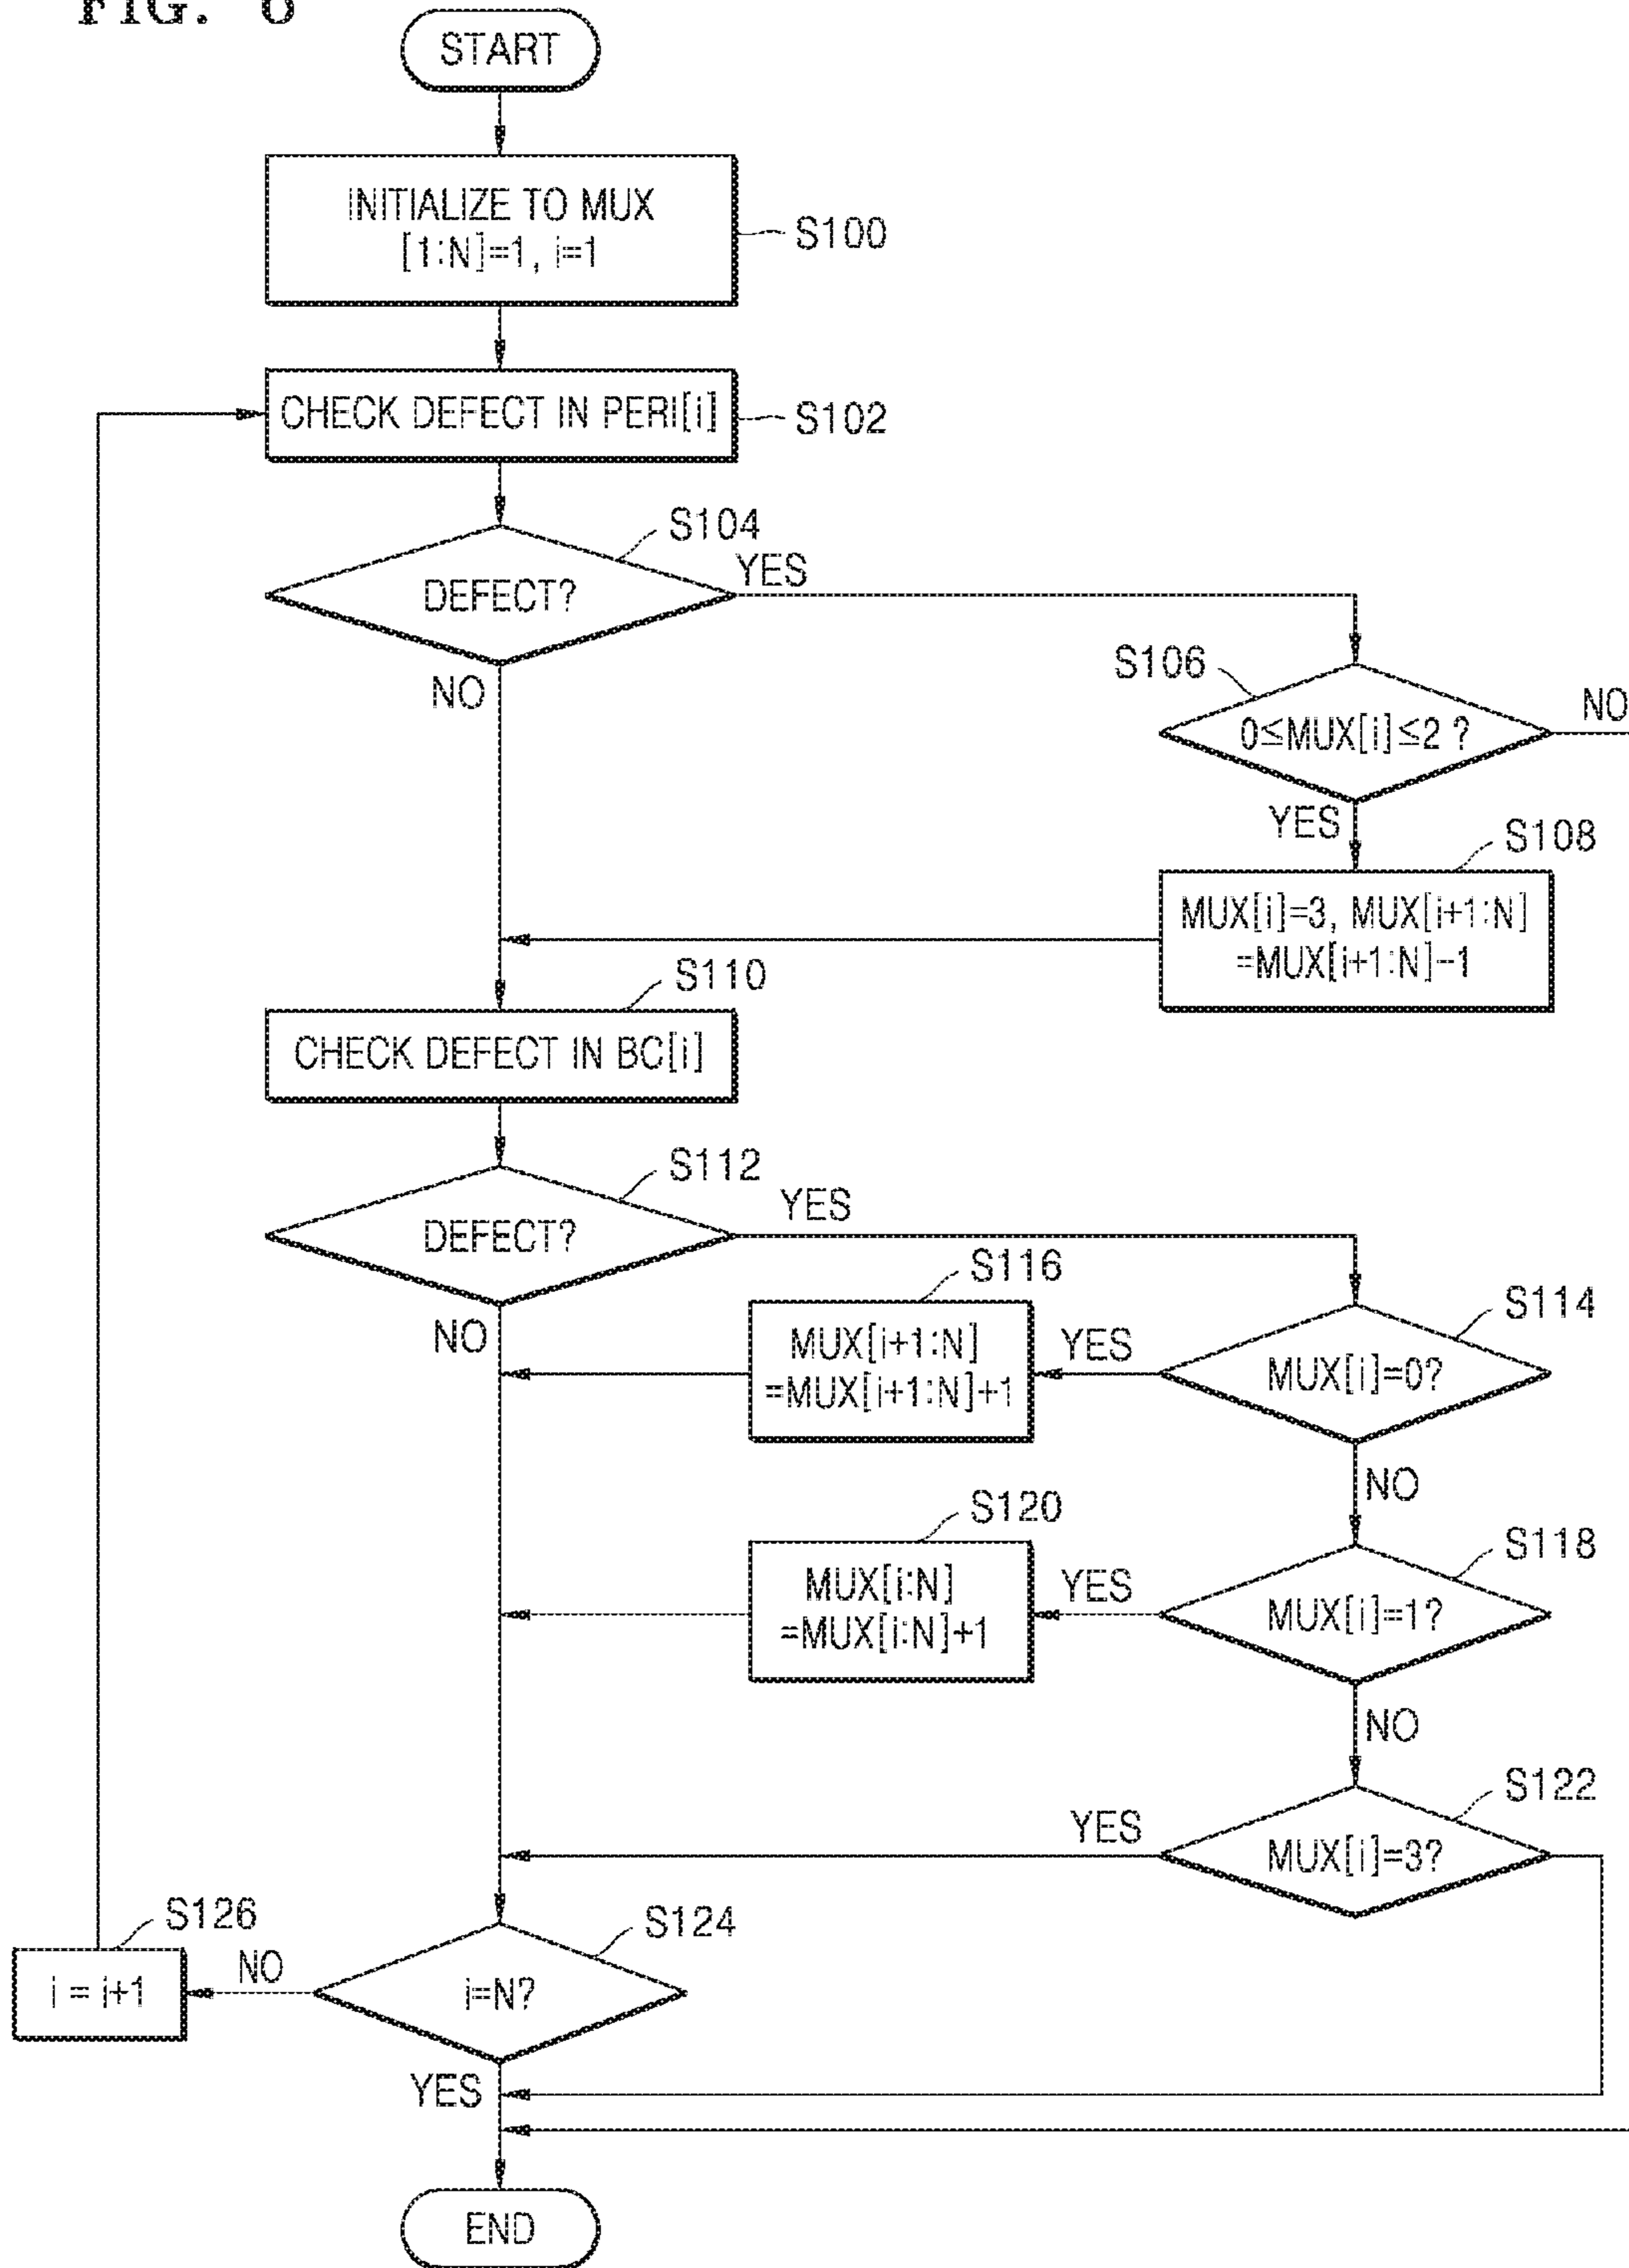 FIG. 8
START
INITIALIZE TO MUX
[1:N]=1, i=1
S100
CHECK DEFECT IN PERI[i]
S102
S104
DEFECT?
YES
NO
S106
0≤MUX[i]≤2 ?
NO
YES
S108
MUX[i]=3, MUX[i+1:N]
=MUX[i+1:N]-1
S110
CHECK DEFECT IN BC[i]
S112
DEFECT?
YES
NO
S116
MUX[i+1:N]
=MUX[i+1:N]+1
YES
S114
MUX[i]=0?
NO
S120
MUX[i:N]
=MUX[i:N]+1
YES
S118
MUX[i]=1?
NO
S122
MUX[i]=3?
YES
S126
i = i+1
NO
S124
i=N?
YES
END